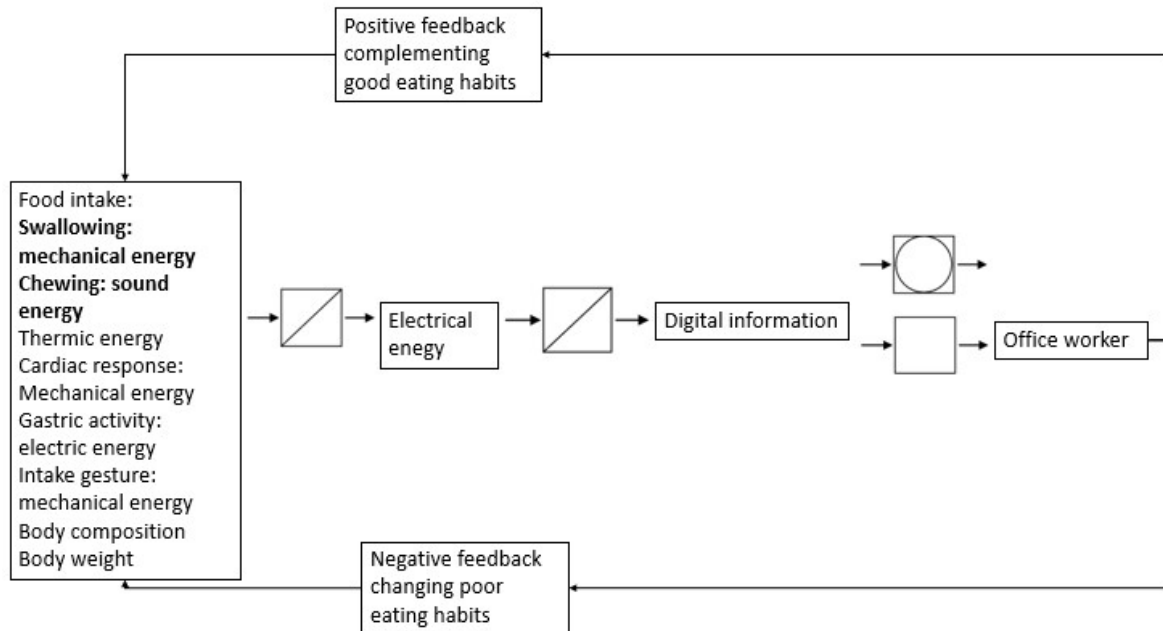 Positive feedback
complementing
good eating habits
Food intake:
Swallowing:
mechanical energy
Chewing: sound
energy
Thermic energy
Cardiac response:
Mechanical energy
Gastric activity:
electric energy
Intake gesture:
mechanical energy
Body composition
Body weight
Electrical
enegy
Digital information
Office worker
Negative feedback
changing poor
eating habits